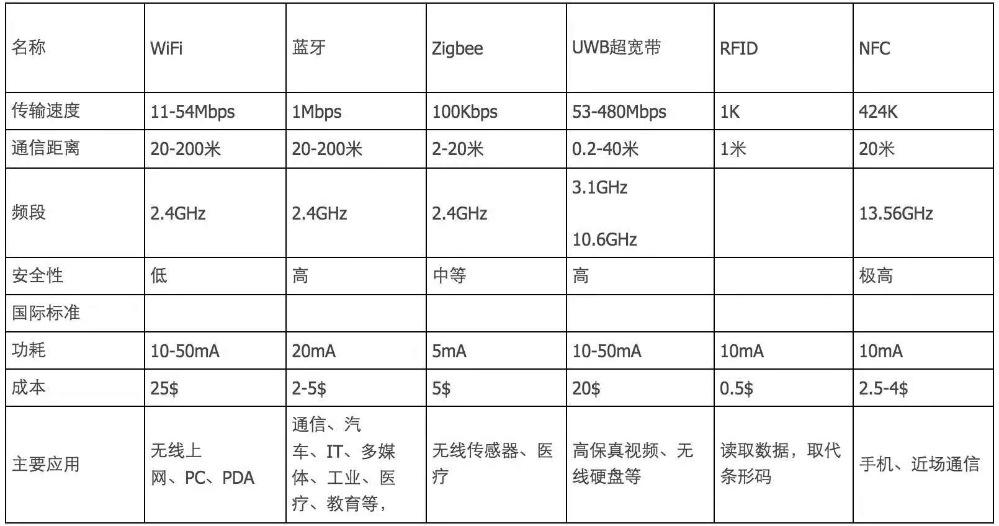 名称 WiFi 蓝牙 Zigbee UWB超宽带 RFID NFC
传输速度 11-54Mbps 1Mbps 100Kbps 53-480Mbps 1K 424K
通信距离 20-200米 20-200米 2-20米 0.2-40米 1米 20米
频段 2.4GHz 2.4GHz 2.4GHz 3.1GHz
10.6GHz
13.56GHz
安全性 低 高 中等 高 极高
国际标准
功耗 10-50mA 20mA 5mA 10-50mA 10mA 10mA
成本 25$ 2-5$ 5$ 20$ 0.5$ 2.5-4$
主要应用
无线上
网、PC、PDA
通信、汽
车、IT、多媒
体、工业、医
疗、教育等，
无线传感器、医
疗
高保真视频、无
线硬盘等
读取数据，取代
条形码
手机、近场通信